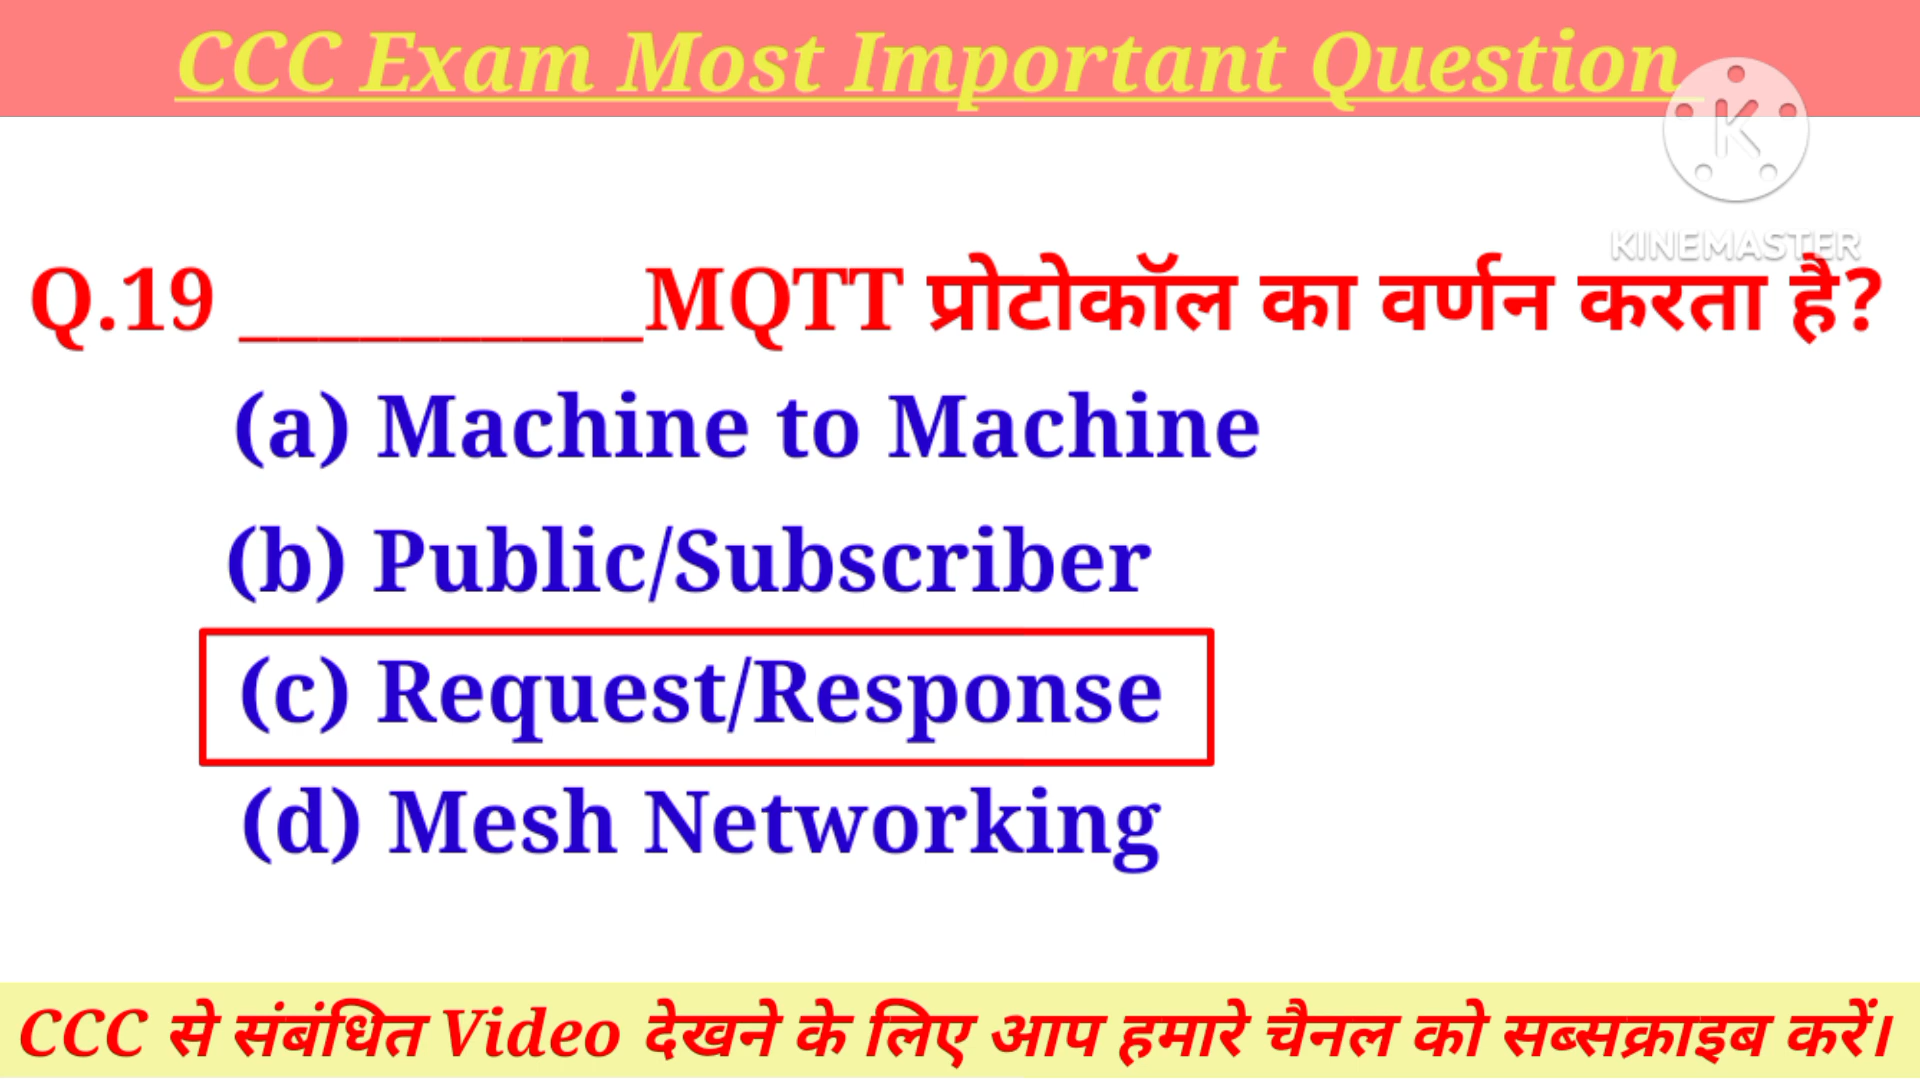 CCC Exam Most Important Question
K
KINEMASTER
Q.19 __________MQTT प्रोटोकॉल का वर्णन करता है?
(a) Machine to Machine
(b) Public/Subscriber
(c) Request/Response
(d) Mesh Networking
CCC से संबंधित Video देखने के लिए आप हमारे चैनल को सब्सक्राइब करें।